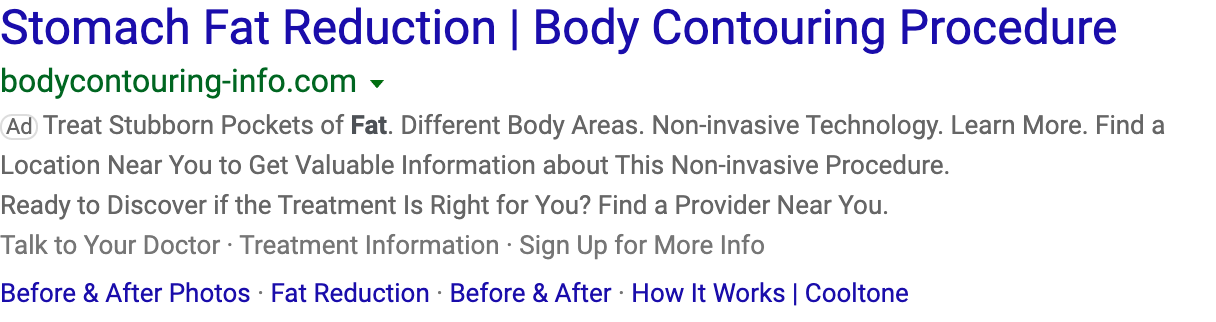 Stomach Fat Reduction | Body Contouring Procedure
bodycontouring-info.com
Ad Treat Stubborn Pockets of Fat. Different Body Areas. Non-invasive Technology. Learn More. Find a
Location Near You to Get Valuable Information about This Non-invasive Procedure.
Ready to Discover if the Treatment Is Right for You? Find a Provider Near You.
Talk to Your Doctor · Treatment Information · Sign Up for More Info
Before & After Photos · Fat Reduction · Before & After · How It Works | Cooltone